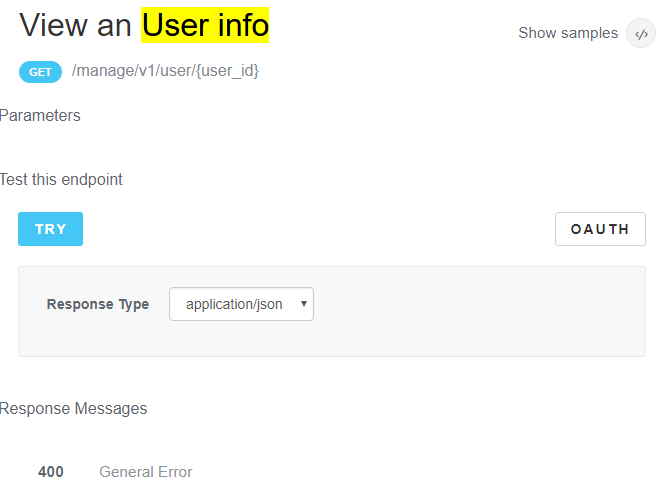 View an User info
Show samples </>
GET /manage/v1/user/{user_id}
Parameters
Test this endpoint
TRY
OAUTH
Response Type application/json
Response Messages
400 General Error